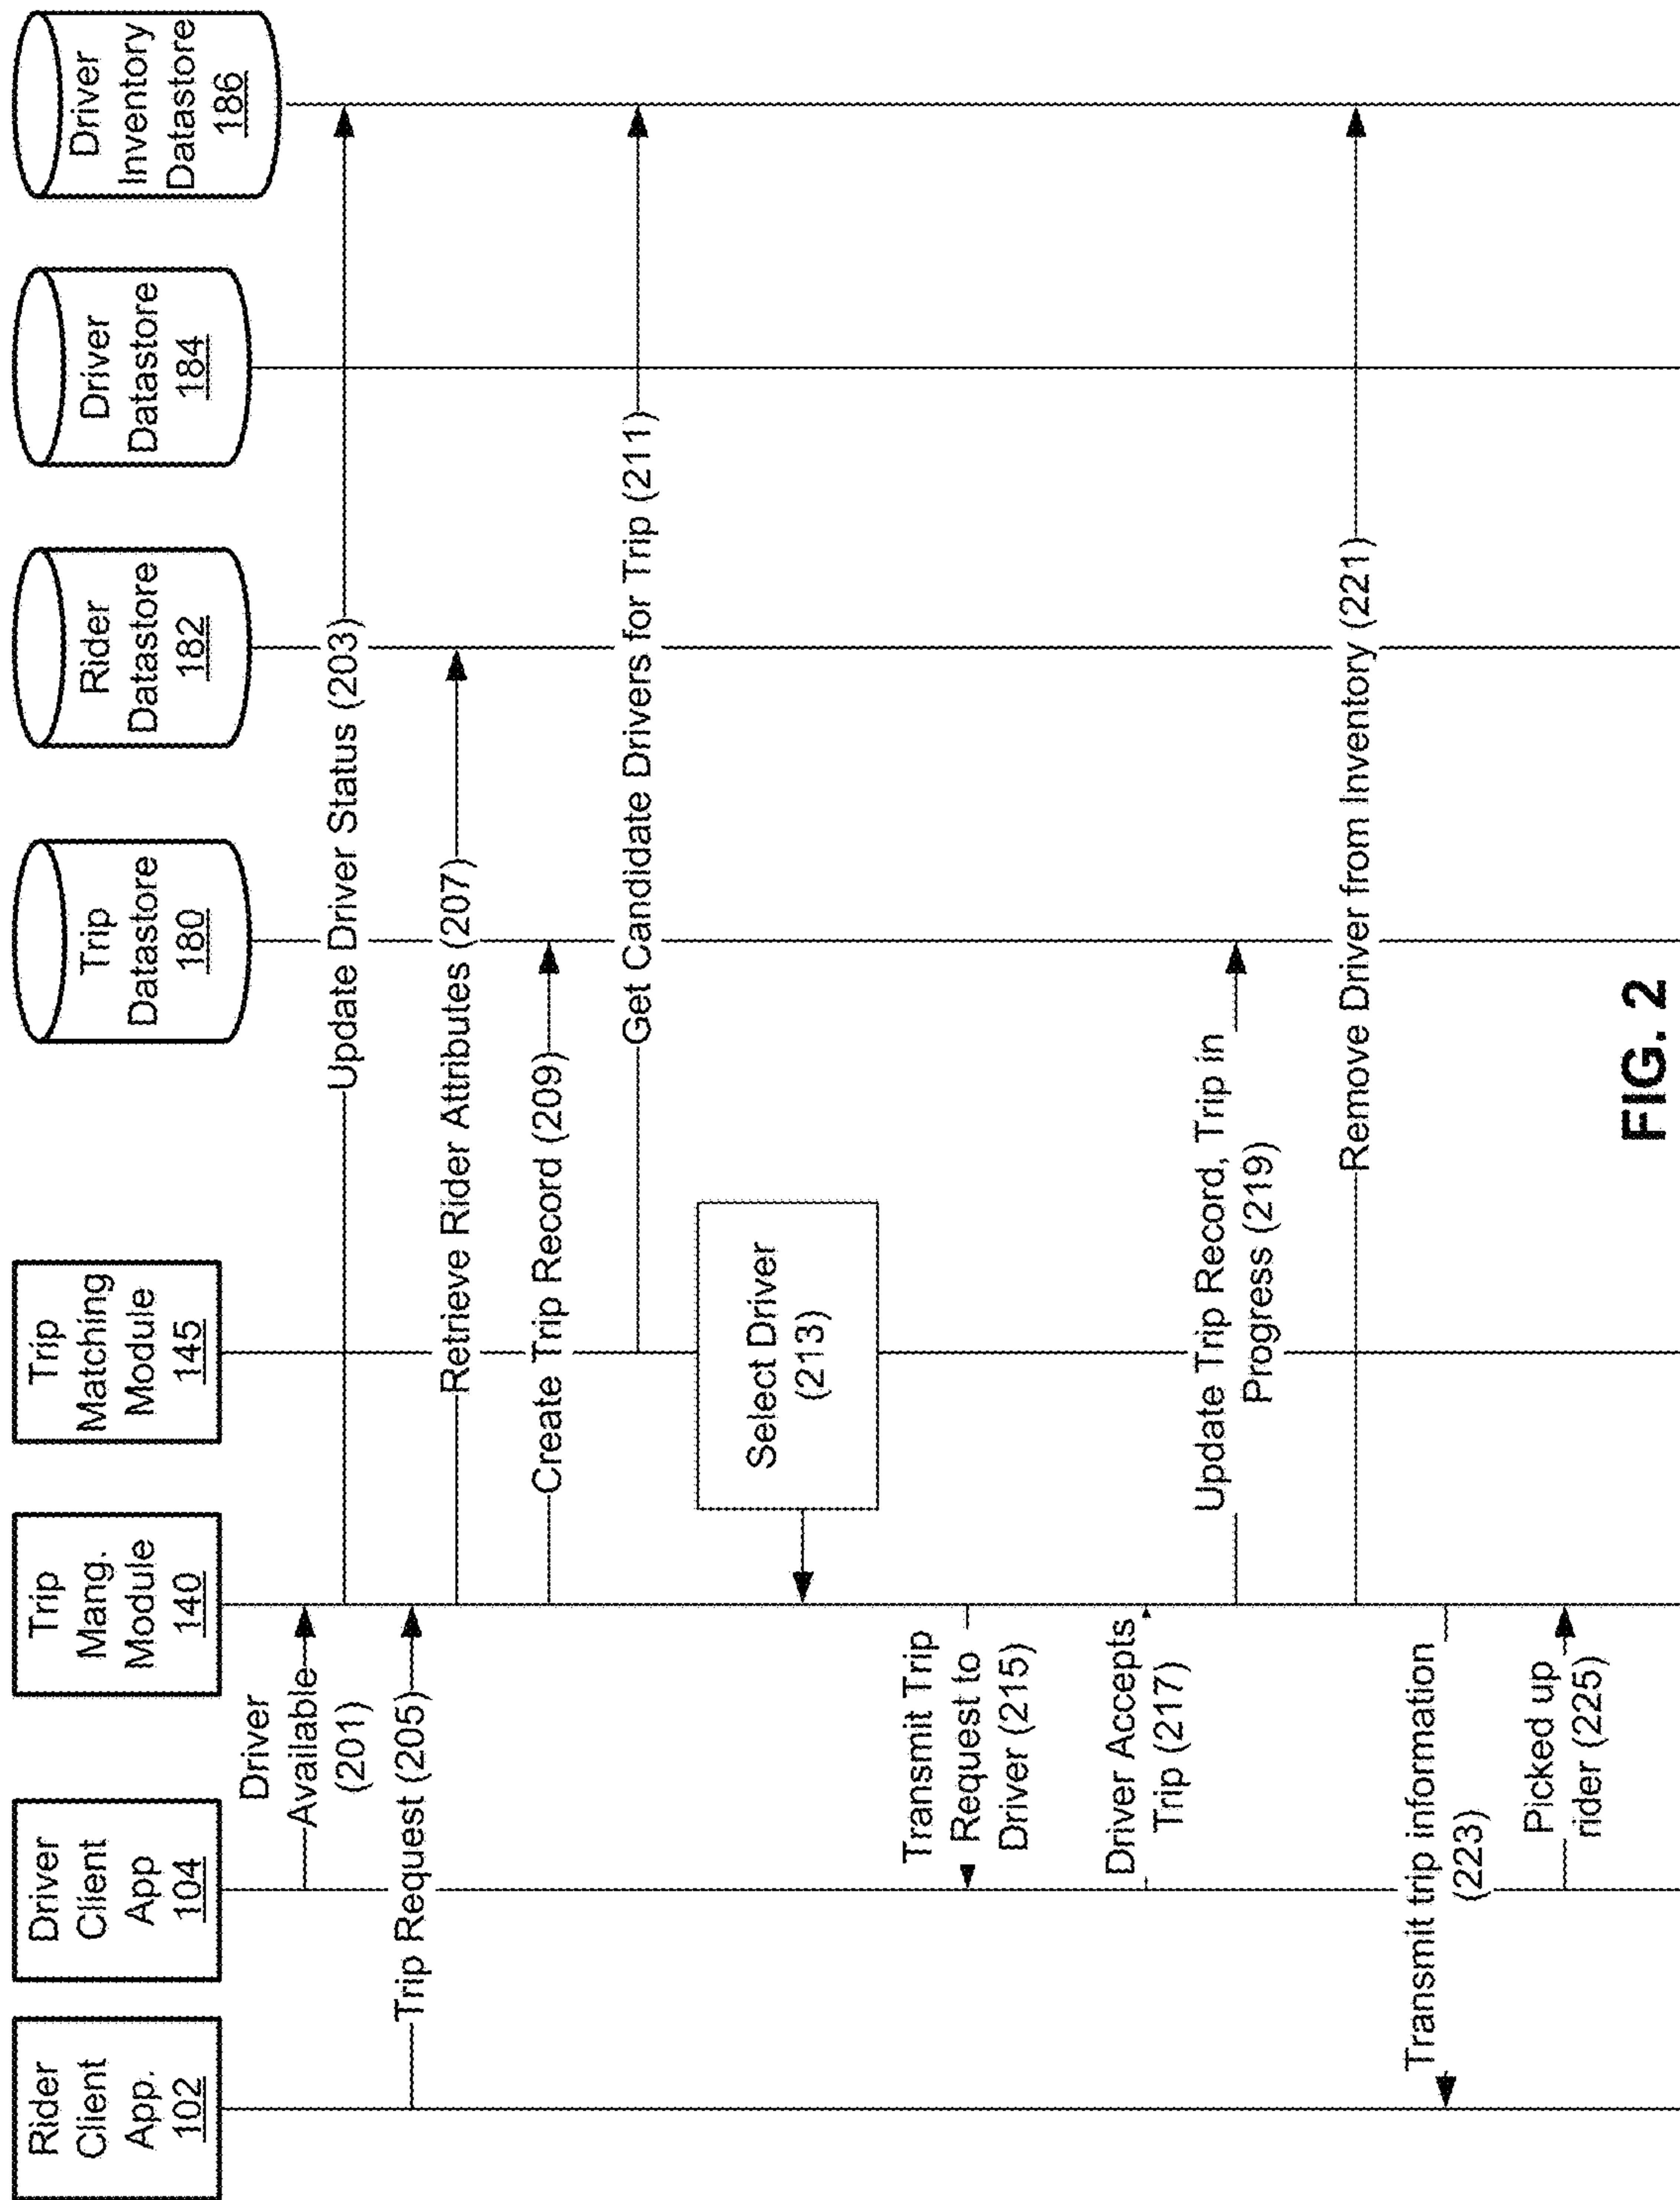 Rider
Client
App.
102
Driver
Client
App
104
Trip
Mang.
Module
140
Trip
Matching
Module
145
Trip
Datastore
180
Rider
Datastore
182
Driver
Datastore
184
Driver
Inventory
Datastore
186
Driver
Available
(201)
Update Driver Status (203)
Trip Request (205)
Retrieve Rider Attributes (207)
Create Trip Record (209)
Get Candidate Drivers for Trip (211)
Select Driver
(213)
Transmit Trip
Request to
Driver (215)
Driver Accepts
Trip (217)
Update Trip Record, Trip in
Progress (219)
Remove Driver from Inventory (221)
Transmit trip information
(223)
Picked up
rider (225)
FIG. 2